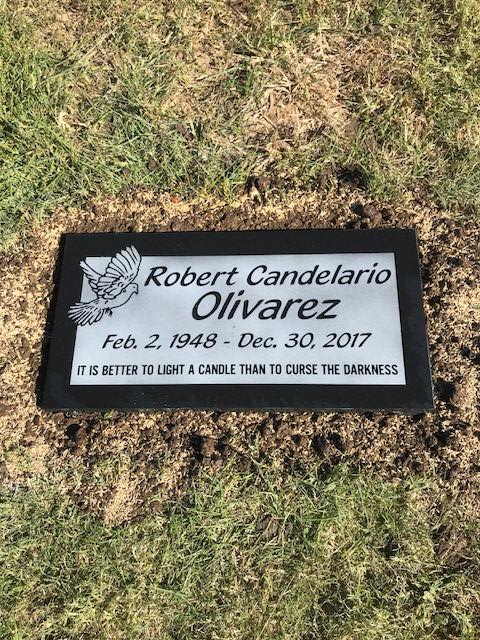 Robert Candelario
Olivarez
Feb. 2, 1948 - Dec. 30, 2017
IT IS BETTER TO LIGHT A CANDLE THAN TO CURSE THE DARKNESS